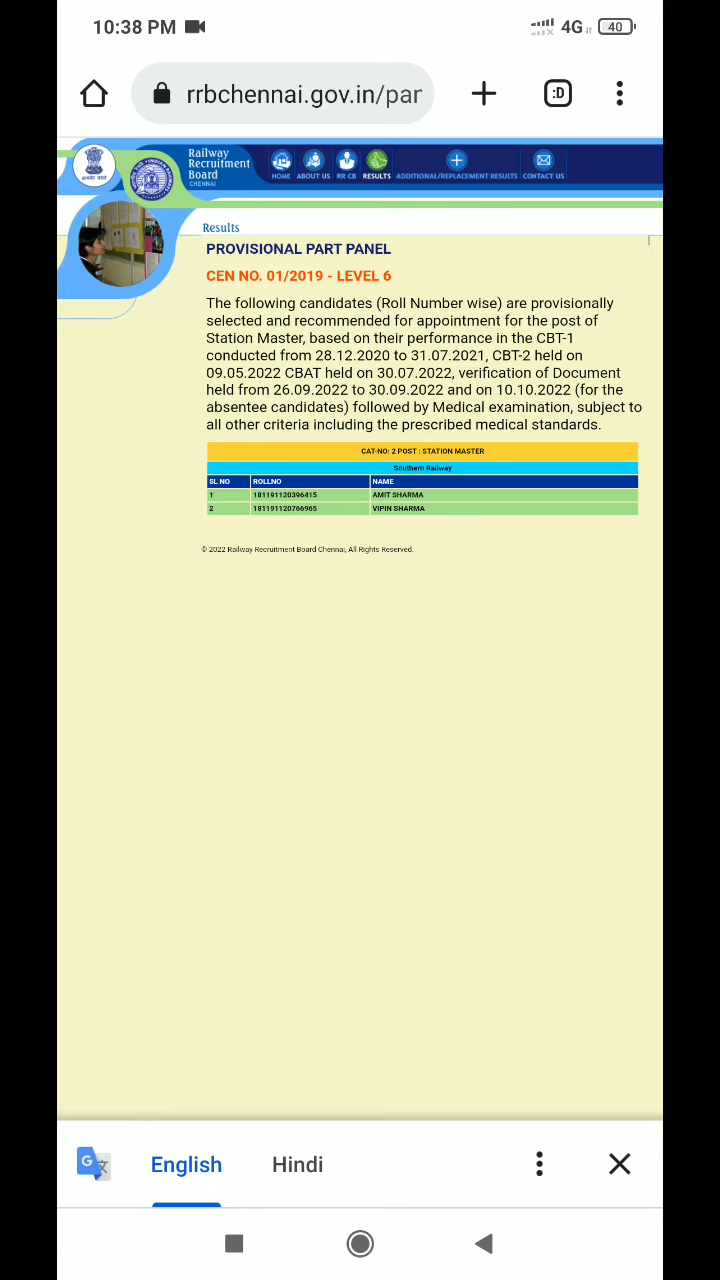 10:38 PM 4G 40
rrbchennai.gov.in/par :D
Railway
Recruitment
Board
CHENNAI
HOME ABOUT US RR CB RESULTS ADDITIONAL/REPLACEMENT RESULTS CONTACT US
Results
PROVISIONAL PART PANEL
CEN NO. 01/2019 - LEVEL 6
The following candidates (Roll Number wise) are provisionally
selected and recommended for appointment for the post of
Station Master, based on their performance in the CBT-1
conducted from 28.12.2020 to 31.07.2021, CBT-2 held on
09.05.2022 CBAT held on 30.07.2022, verification of Document
held from 26.09.2022 to 30.09.2022 and on 10.10.2022 (for the
absentee candidates) followed by Medical examination, subject to
all other criteria including the prescribed medical standards.
CAT-NO: 2 POST : STATION MASTER
Southern Railway
SL NO ROLLNO NAME
1 181191120396415 AMIT SHARMA
2 181191120766965 VIPIN SHARMA
© 2022 Railway Recruitment Board Chennai, All Rights Reserved.
G English Hindi